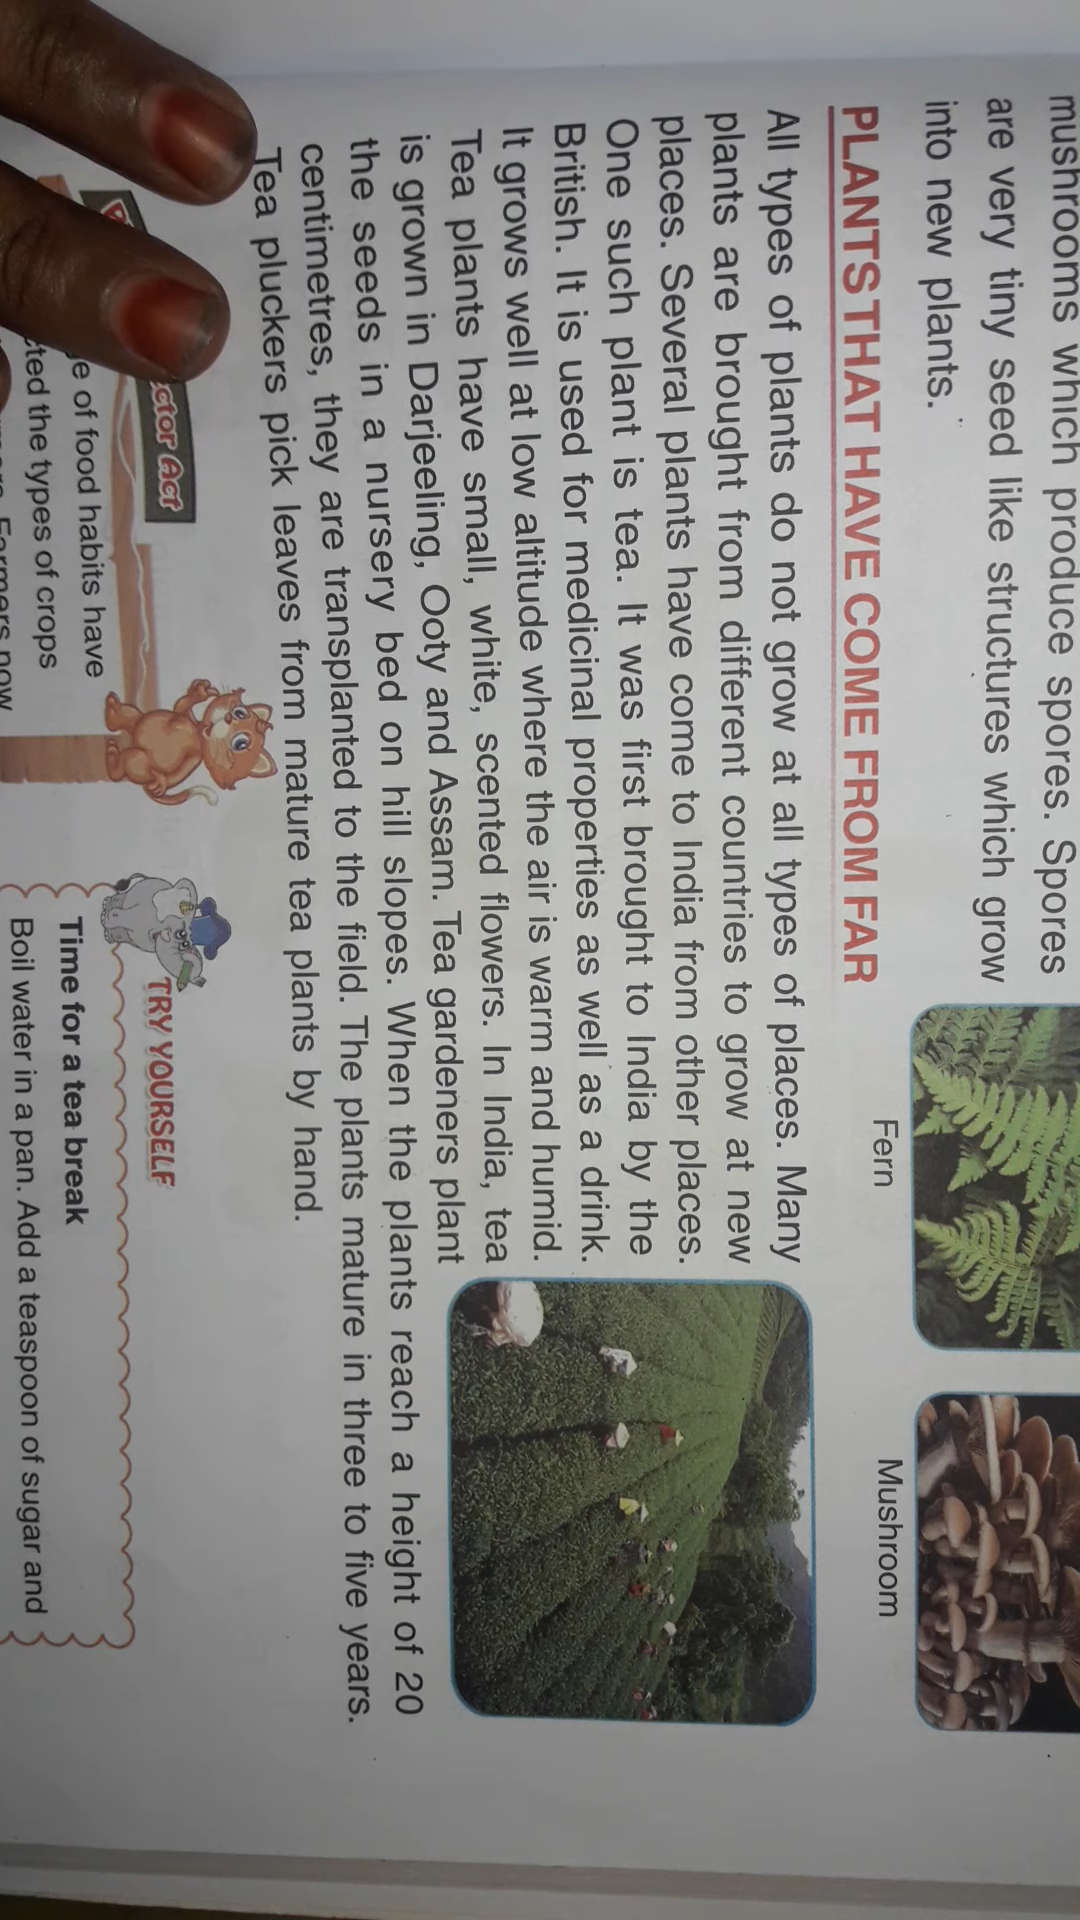 mushrooms which produce spores. Spores
are very tiny seed like structures which grow
into new plants.
Fern
Mushroom
PLANTS THAT HAVE COME FROM FAR
All types of plants do not grow at all types of places. Many
plants are brought from different countries to grow at new
places. Several plants have come to India from other places.
One such plant is tea. It was first brought to India by the
British. It is used for medicinal properties as well as a drink.
It grows well at low altitude where the air is warm and humid.
Tea plants have small, white, scented flowers. In India, tea
is grown in Darjeeling, Ooty and Assam. Tea gardeners plant
the seeds in a nursery bed on hill slopes. When the plants reach a height of 20
centimetres, they are transplanted to the field. The plants mature in three to five years.
Tea pluckers pick leaves from mature tea plants by hand.
Act
of food habits have
the types of crops
now
TRY YOURSELF
Time for a tea break
Boil water in a pan. Add a teaspoon of sugar and